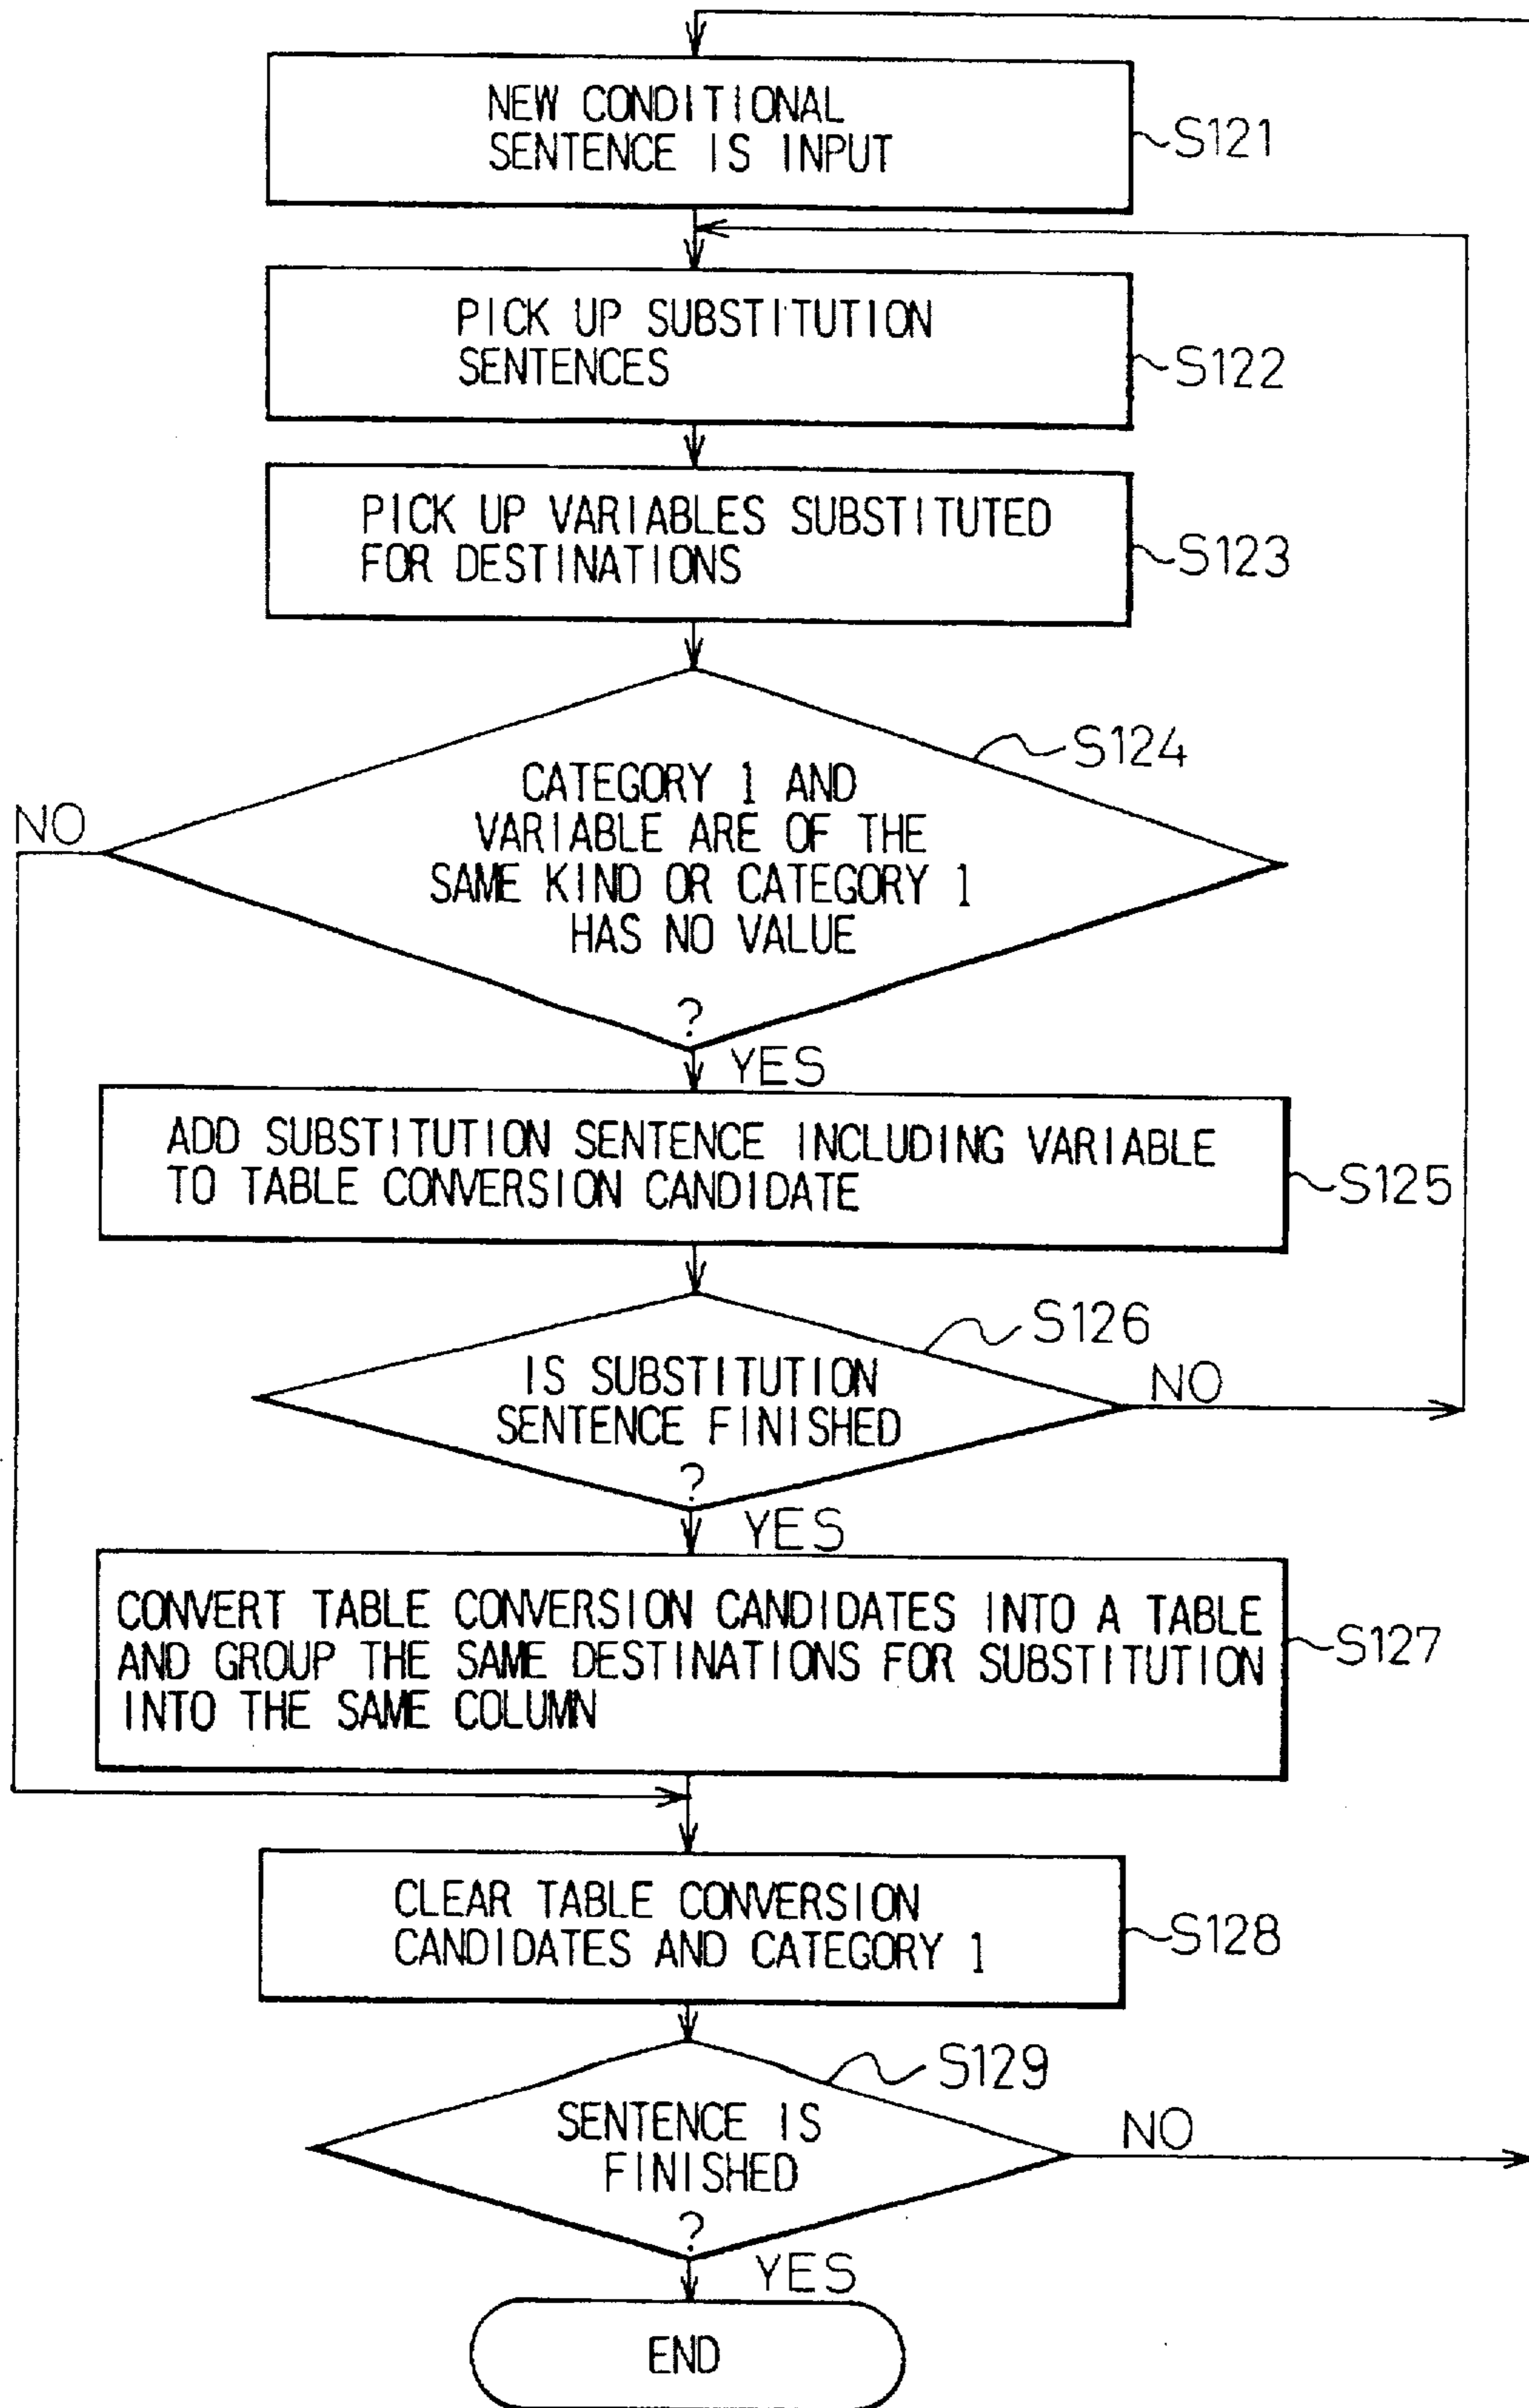 NEW CONDITIONAL
SENTENCE IS INPUT
S121
PICK UP SUBSTITUTION
SENTENCES
S122
PICK UP VARIABLES SUBSTITUTED
FOR DESTINATIONS
S123
S124
CATEGORY 1 AND
VARIABLE ARE OF THE
SAME KIND OR CATEGORY 1
HAS NO VALUE
?
NO
YES
ADD SUBSTITUTION SENTENCE INCLUDING VARIABLE
TO TABLE CONVERSION CANDIDATE
S125
S126
IS SUBSTITUTION
SENTENCE FINISHED
?
NO
YES
CONVERT TABLE CONVERSION CANDIDATES INTO A TABLE
AND GROUP THE SAME DESTINATIONS FOR SUBSTITUTION
INTO THE SAME COLUMN
S127
CLEAR TABLE CONVERSION
CANDIDATES AND CATEGORY 1
S128
S129
SENTENCE IS
FINISHED
?
NO
YES
END